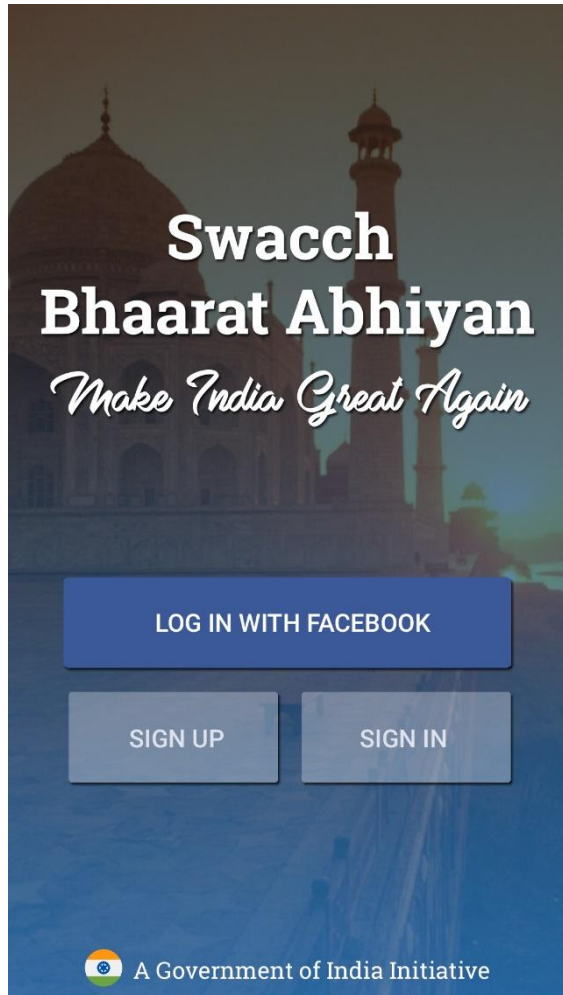 Swacch
Bhaarat Abhiyan
Make India Great Again
LOG IN WITH FACEBOOK
SIGN UP
SIGN IN
A Government of India Initiative